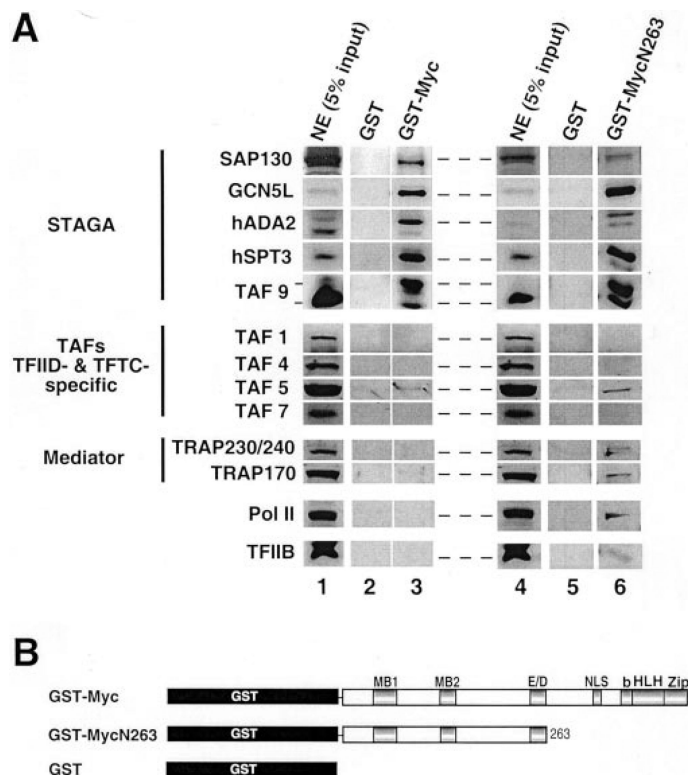 A
NE (5% input) GST GST-Myc NE (5% input) GST GST-MycN263
SAP130
GCN5L
STAGA hADA2
hSPT3
TAF 9
TAF 1
TAFs TAF 4
TFIID- & TFTC-
specific TAF 5
TAF 7
TRAP230/240
Mediator
TRAP170
Pol II
TFIIB
1 2 3 4 5 6
B
MB1 MB2 E/D NLS b HLH Zip
GST-Myc GST
GST-MycN263 GST 263
GST GST